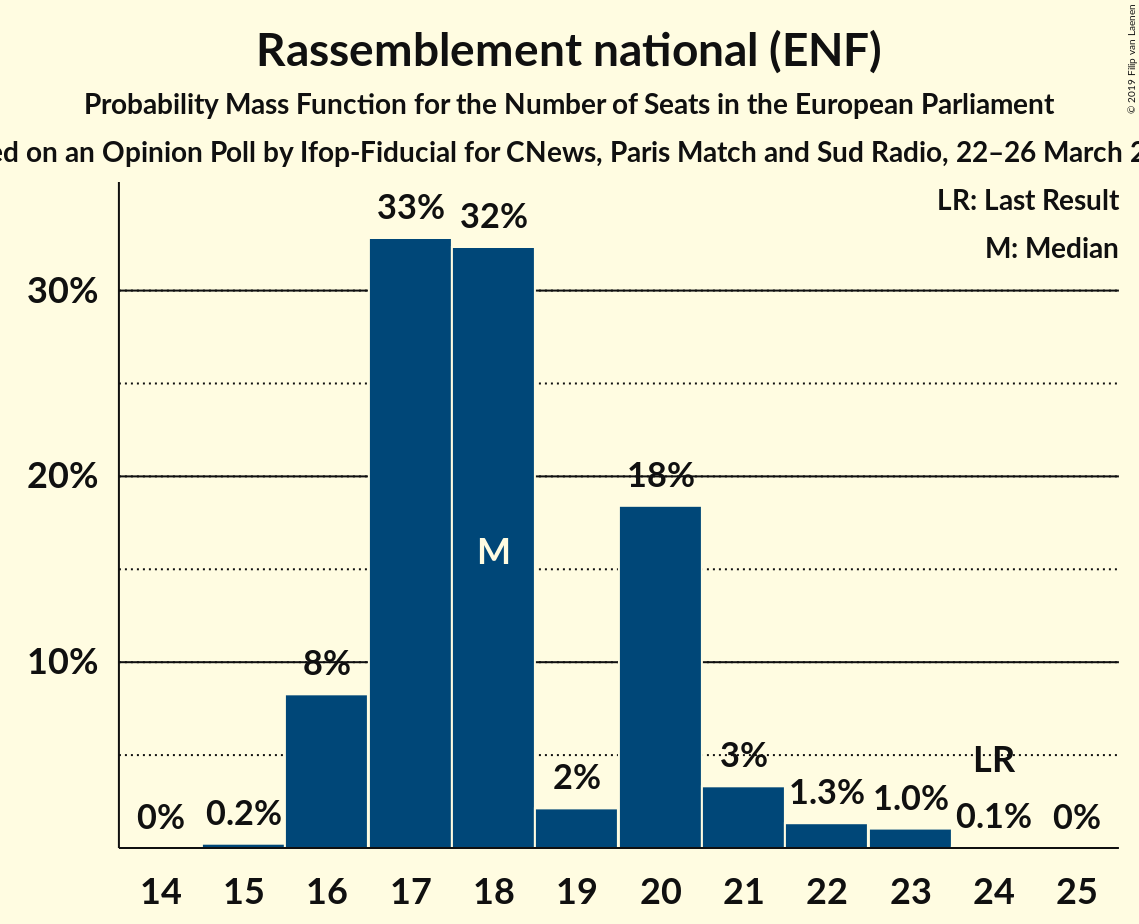 Rassemblement national (ENF)
Probability Mass Function for the Number of Seats in the European Parliament
on an Opinion Poll by Ifop-Fiducial for CNews, Paris Match and Sud Radio, 22–26 March
© 2019 Filip van Laenen
LR: Last Result
M: Median
33%
32%
30%
20%
18%
M
10%
8%
3%
LR
2%
1.3%
1.0%
0%
0.2%
0.1%
0%
14 15 16 17 18 19 20 21 22 23 24 25